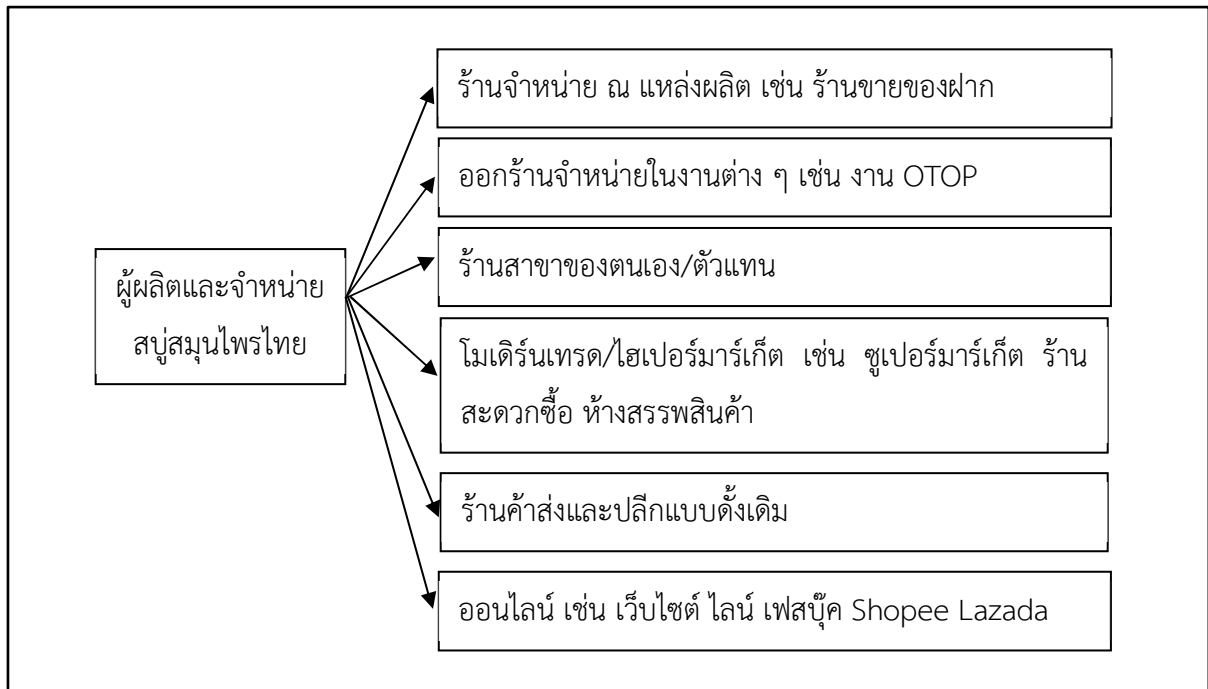 ร้านจำหน่าย ณ แหล่งผลิต เช่น ร้านขายของฝาก
ออกร้านจำหน่ายในงานต่าง ๆ เช่น งาน OTOP
ร้านสาขาของตนเอง/ตัวแทน
ผู้ผลิตและจำหน่าย
สบู่สมุนไพรไทย
โมเดิร์นเทรด/ไฮเปอร์มาร์เก็ต เช่น ซูเปอร์มาร์เก็ต ร้าน
สะดวกซื้อ ห้างสรรพสินค้า
ร้านค้าส่งและปลีกแบบดั้งเดิม
ออนไลน์ เช่น เว็บไซต์ ไลน์ เฟสบุ๊ค Shopee Lazada